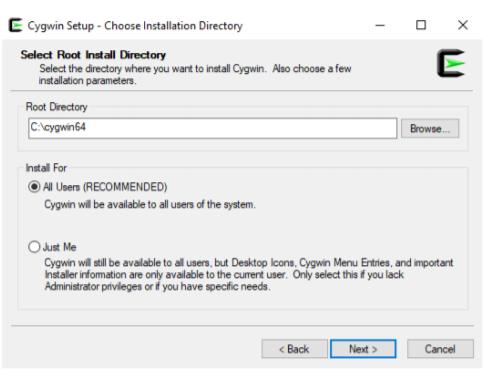 Cygwin Setup - Choose Installation Directory
Select Root Install Directory
Select the directory where you want to install Cygwin. Also choose a few
installation parameters.
Root Directory
C:\cygwin64
Browse...
Install For
All Users (RECOMMENDED)
Cygwin will be available to all users of the system.
Just Me
Cygwin will still be available to all users, but Desktop Icons, Cygwin Menu Entries, and important
Installer information are only available to the current user. Only select this if you lack
Administrator privileges or if you have specific needs.
< Back
Next >
Cancel